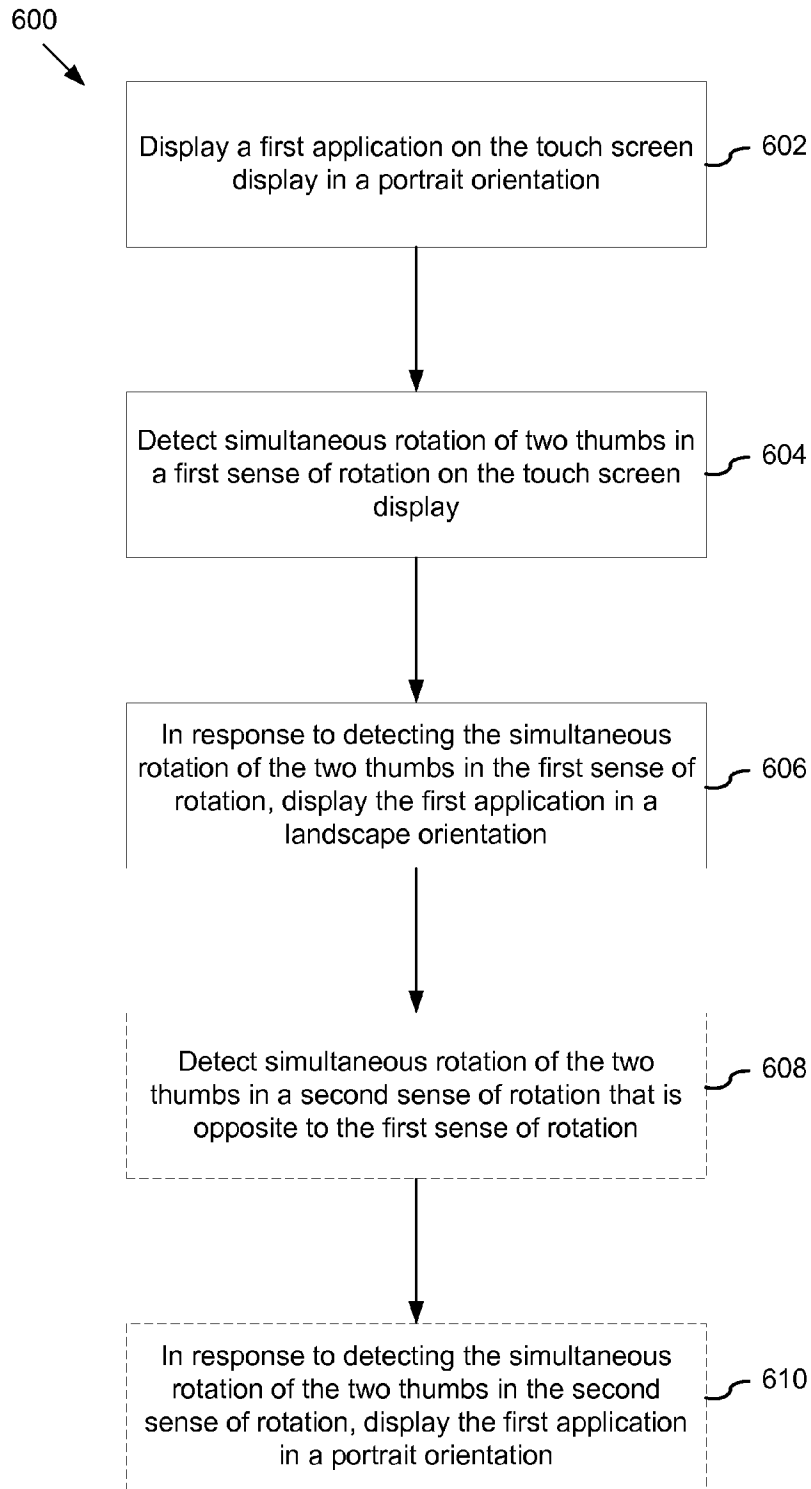 600
Display a first application on the touch screen
display in a portrait orientation
602
Detect simultaneous rotation of two thumbs in
a first sense of rotation on the touch screen
display
604
In response to detecting the simultaneous
rotation of the two thumbs in the first sense of
rotation, display the first application in a
landscape orientation
606
Detect simultaneous rotation of the two
thumbs in a second sense of rotation that is
opposite to the first sense of rotation
608
In response to detecting the simultaneous
rotation of the two thumbs in the second
sense of rotation, display the first application
in a portrait orientation
610